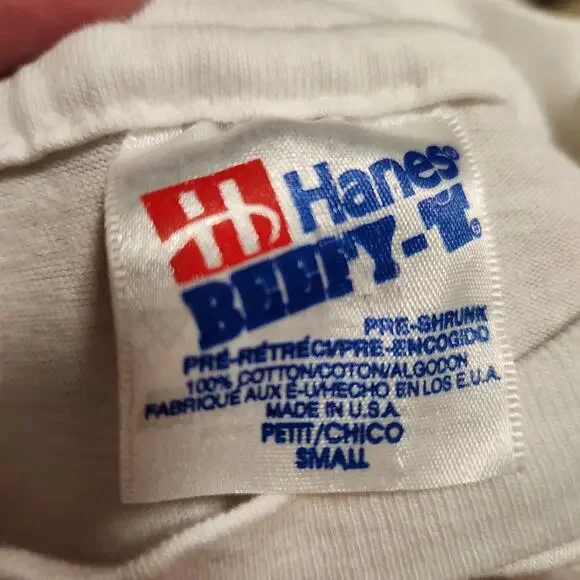 H Hanes®
BEEFY-T®
PRE-SHRUNK
PRÉ-RÉTRÉCI/PRE-ENCOGIDO
100% COTTON/COTON/ALGODON
FABRIQUE AUX É-U/HECHO EN LOS E.U.A.
MADE IN U.S.A.
PETIT/CHICO
SMALL